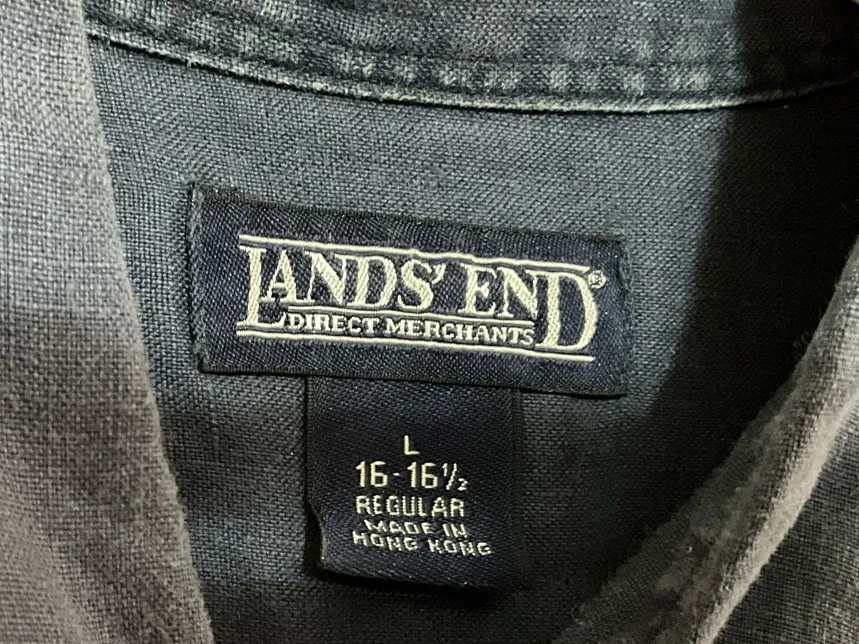 LANDS' END®
DIRECT MERCHANTS
L
16-16½
REGULAR
MADE IN
HONG KONG